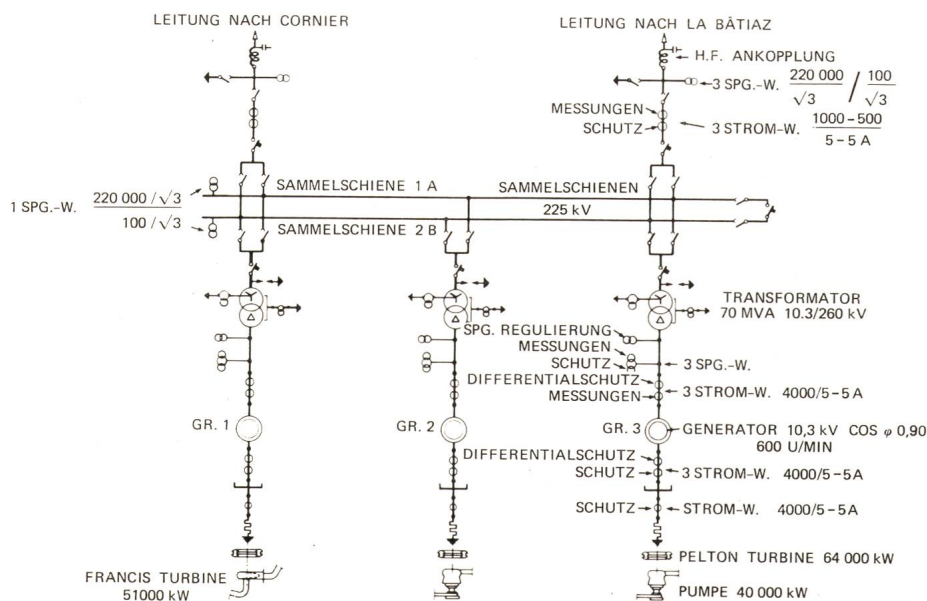 LEITUNG NACH CORNIER
LEITUNG NACH LA BÂTIAZ
H.F. ANKOPPLUNG
3 SPG.-W. 220 000/√3 / 100/√3
MESSUNGEN
SCHUTZ
3 STROM-W. 1000-500
5-5 A
SAMMELSCHIENE 1 A
SAMMELSCHIENEN
225 kV
1 SPG.-W. 220 000/√3
100/√3
SAMMELSCHIENE 2 B
TRANSFORMATOR
70 MVA 10.3/260 kV
SPG. REGULIERUNG
MESSUNGEN
SCHUTZ
3 SPG.-W.
DIFFERENTIALSCHUTZ
MESSUNGEN
3 STROM-W. 4000/5-5 A
GR. 1
GR. 2
GR. 3
GENERATOR 10,3 kV COS φ 0,90
600 U/MIN
DIFFERENTIALSCHUTZ
SCHUTZ
3 STROM-W. 4000/5-5A
SCHUTZ
STROM-W. 4000/5-5A
PELTON TURBINE 64 000 kW
FRANCIS TURBINE
51000 kW
PUMPE 40 000 kW